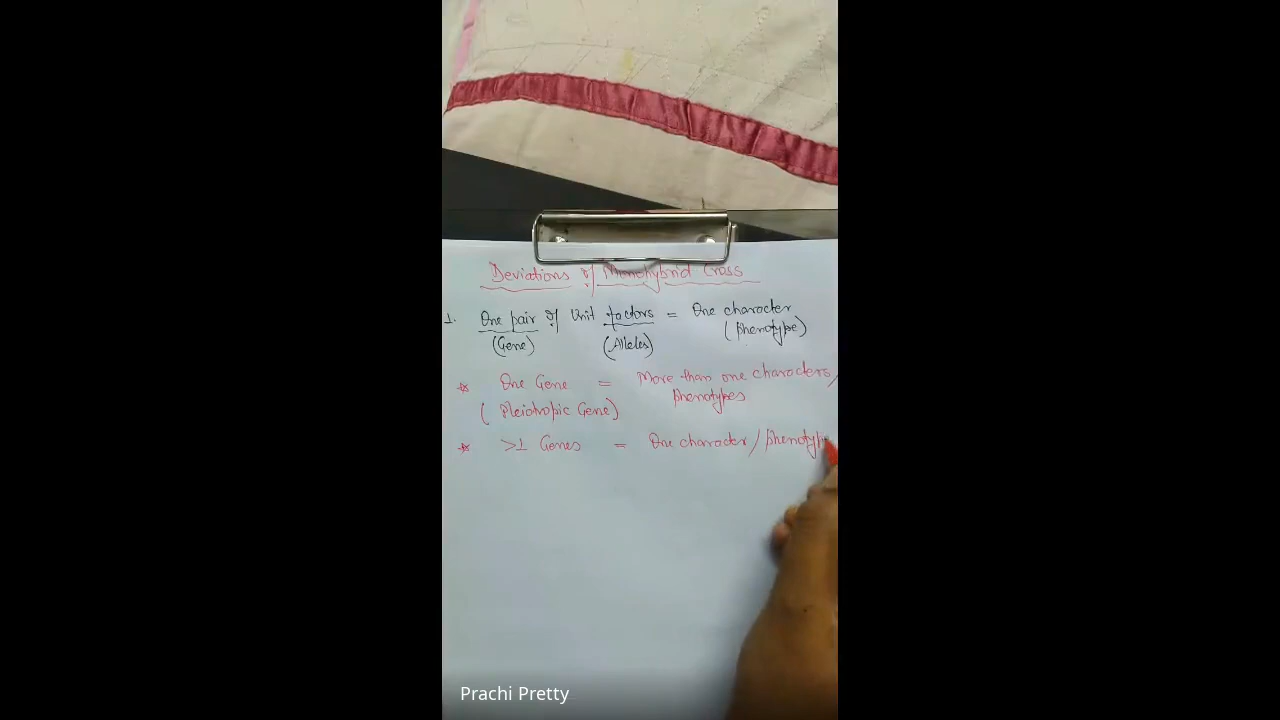 Deviations of Monohybrid Cross
1. One pair of Unit factors = One character
(Gene) (Alleles) (Phenotype)
* One Gene = More than one characters/
(Pleiotropic Gene) phenotypes
* >1 Genes = One character/phenotype
Prachi Pretty